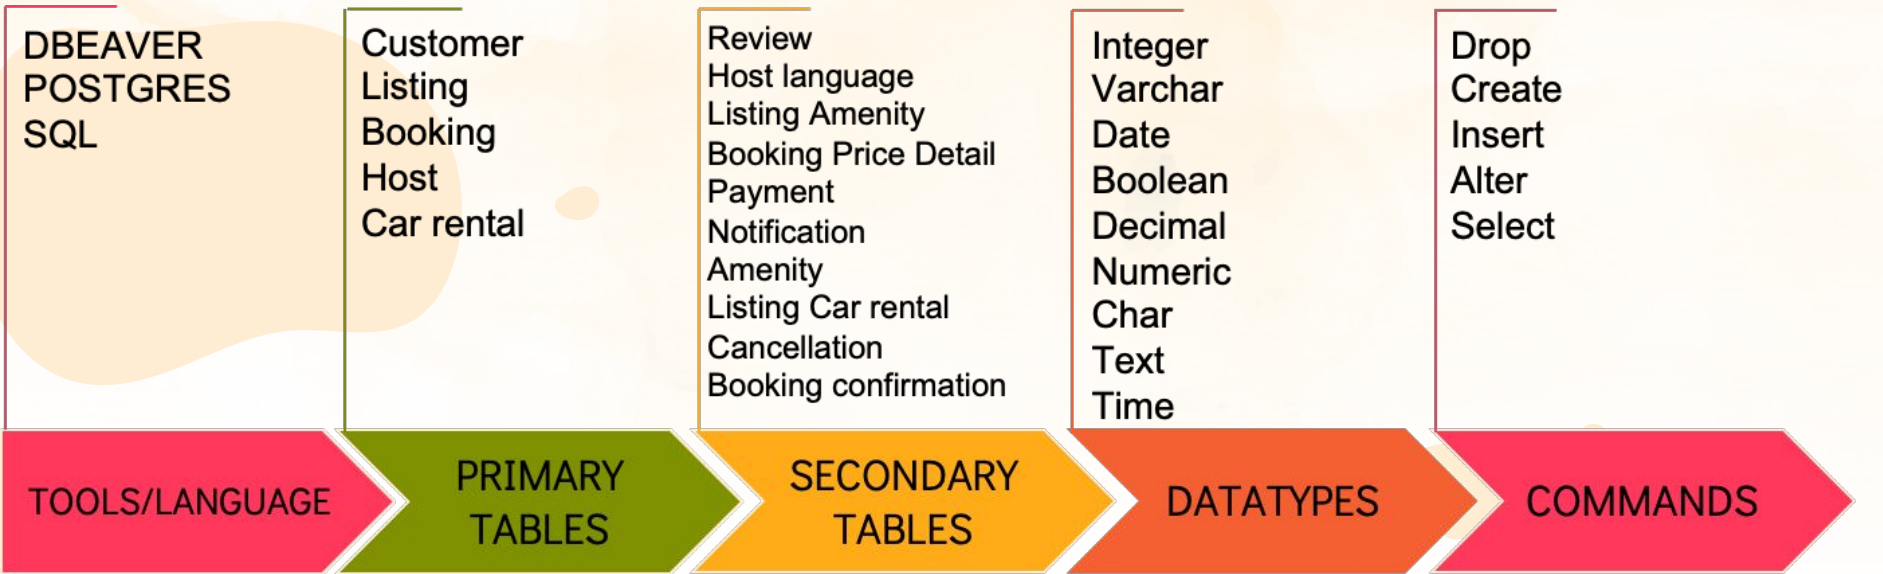 DBEAVER
POSTGRES
SQL
Customer
Listing
Booking
Host
Car rental
Review
Host language
Listing Amenity
Booking Price Detail
Payment
Notification
Amenity
Listing Car rental
Cancellation
Booking confirmation
Integer
Varchar
Date
Boolean
Decimal
Numeric
Char
Text
Time
Drop
Create
Insert
Alter
Select
TOOLS/LANGUAGE
PRIMARY
TABLES
SECONDARY
TABLES
DATATYPES
COMMANDS